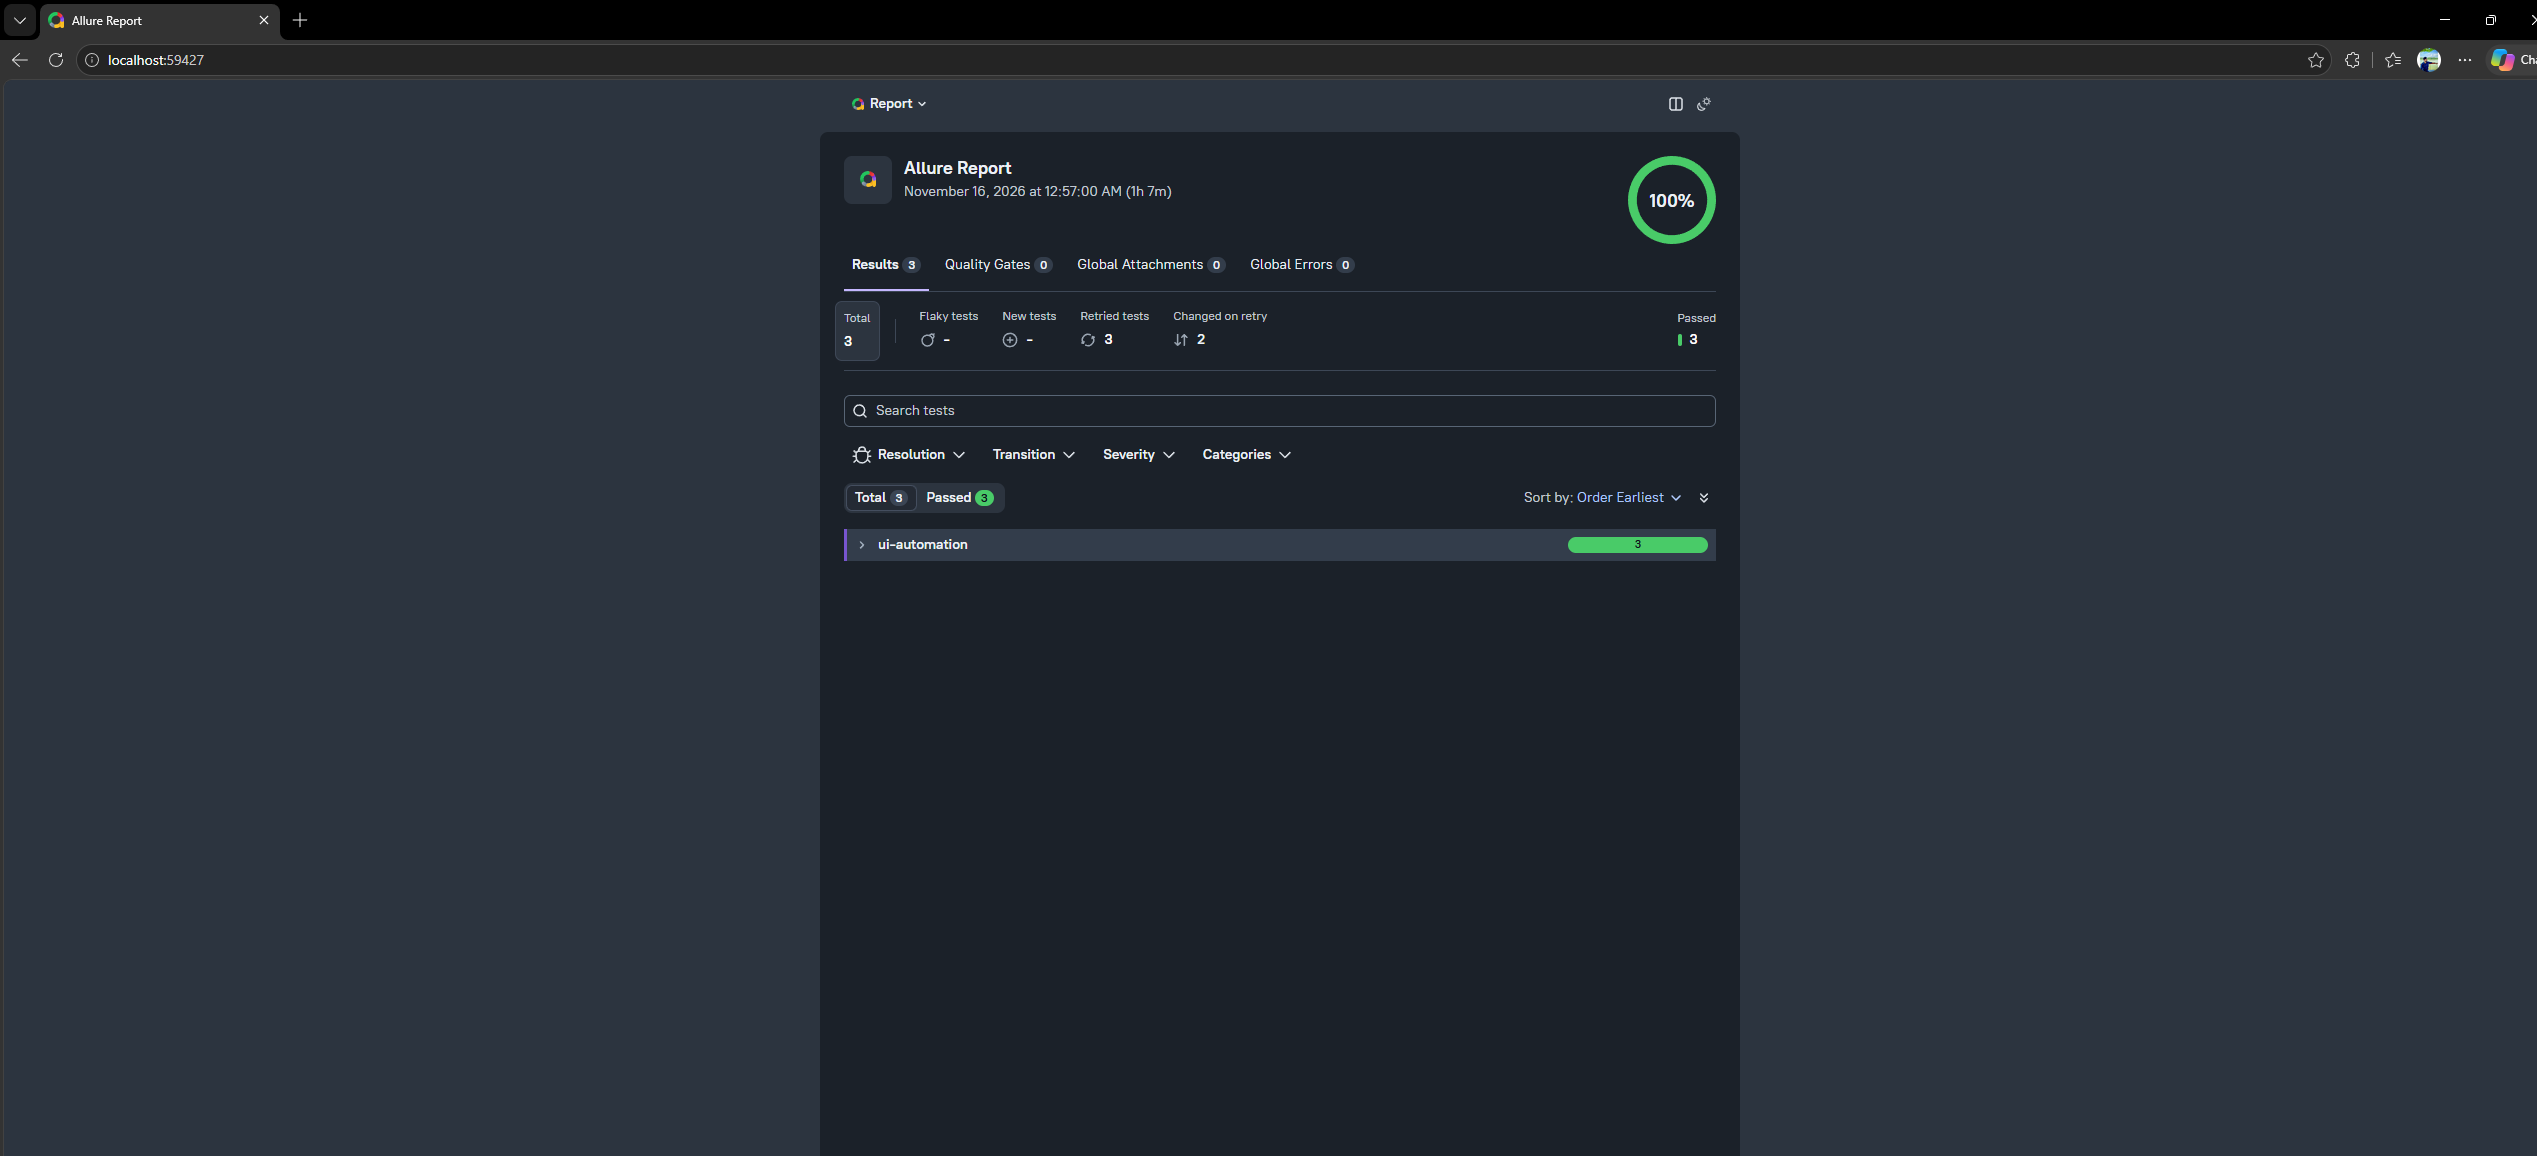 Allure Report
localhost:59427
Report
Allure Report
November 16, 2026 at 12:57:00 AM (1h 7m)
100%
Results 3 Quality Gates 0 Global Attachments 0 Global Errors 0
Total Flaky tests New tests Retried tests Changed on retry Passed
3 - - 3 2 3
Search tests
Resolution Transition Severity Categories
Total 3 Passed 3 Sort by: Order Earliest
ui-automation 3